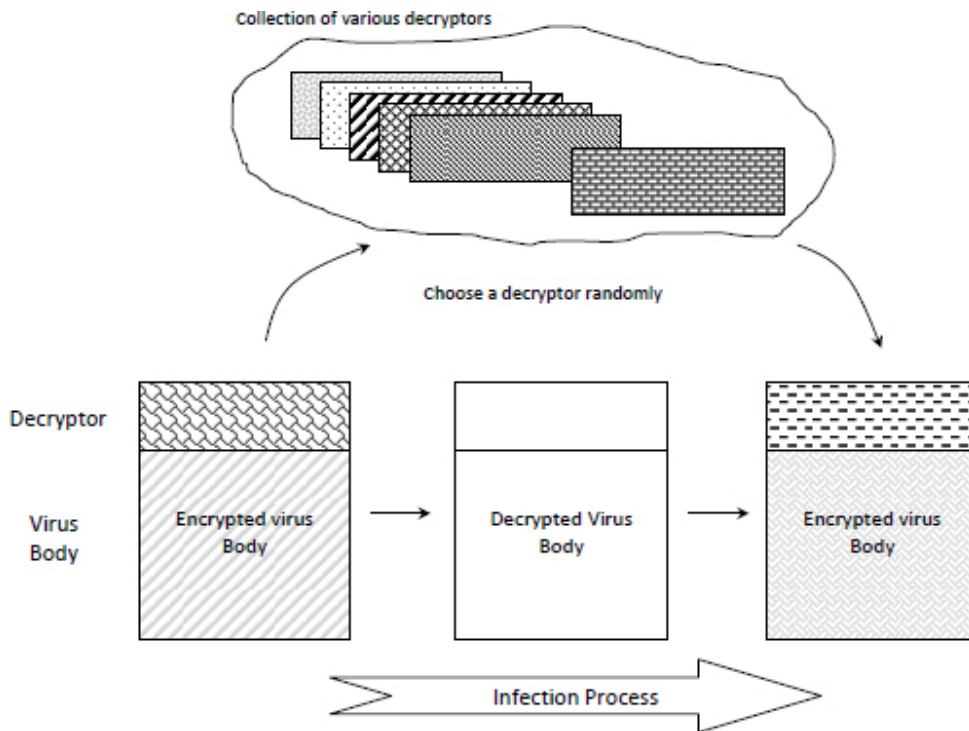 Collection of various decryptors
Choose a decryptor randomly
Decryptor
Virus
Body
Encrypted virus
Body
Decrypted Virus
Body
Encrypted virus
Body
Infection Process